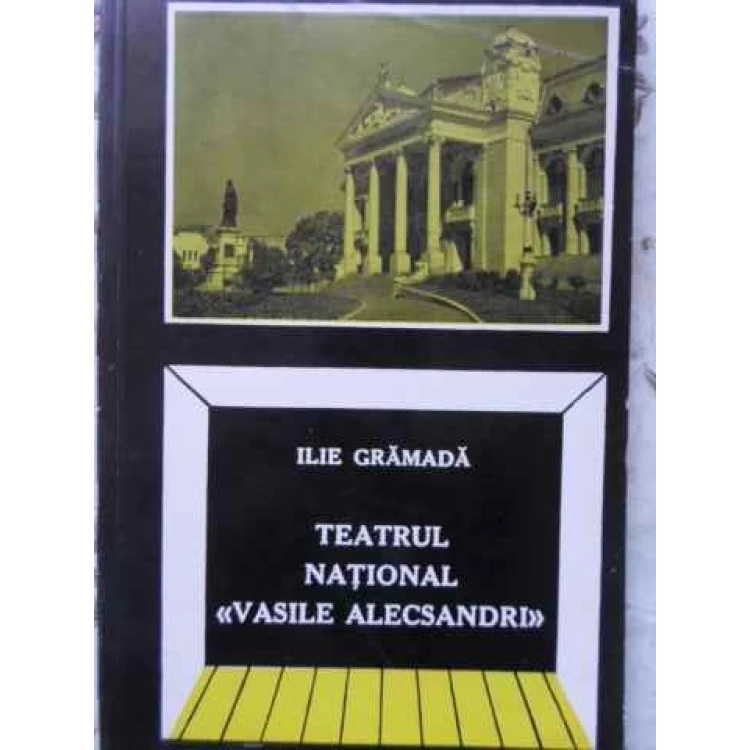 ILIE GRĂMADĂ
TEATRUL
NAȚIONAL
«VASILE ALECSANDRI»